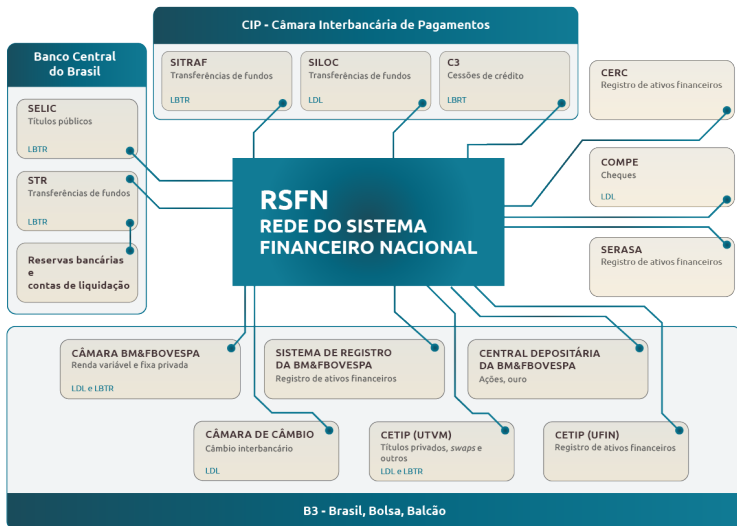 CIP - Câmara Interbancária de Pagamentos
Banco Central
do Brasil
SITRAF
Transferências de fundos
LBTR
SILOC
Transferências de fundos
LDL
C3
Cessões de crédito
LBRT
CERC
Registro de ativos financeiros
SELIC
Títulos públicos
LBTR
STR
Transferências de fundos
LBTR
Reservas bancárias
e
contas de liquidação
RSFN
REDE DO SISTEMA
FINANCEIRO NACIONAL
COMPE
Cheques
LDL
SERASA
Registro de ativos financeiros
CÂMARA BM&FBOVESPA
Renda variável e fixa privada
LDL e LBTR
SISTEMA DE REGISTRO
DA BM&FBOVESPA
Registro de ativos financeiros
CENTRAL DEPOSITÁRIA
DA BM&FBOVESPA
Ações, ouro
CÂMARA DE CÂMBIO
Câmbio interbancário
LDL
CETIP (UTVM)
Títulos privados, swaps e
outros
LDL e LBTR
CETIP (UFIN)
Registro de ativos financeiros
B3 - Brasil, Bolsa, Balcão